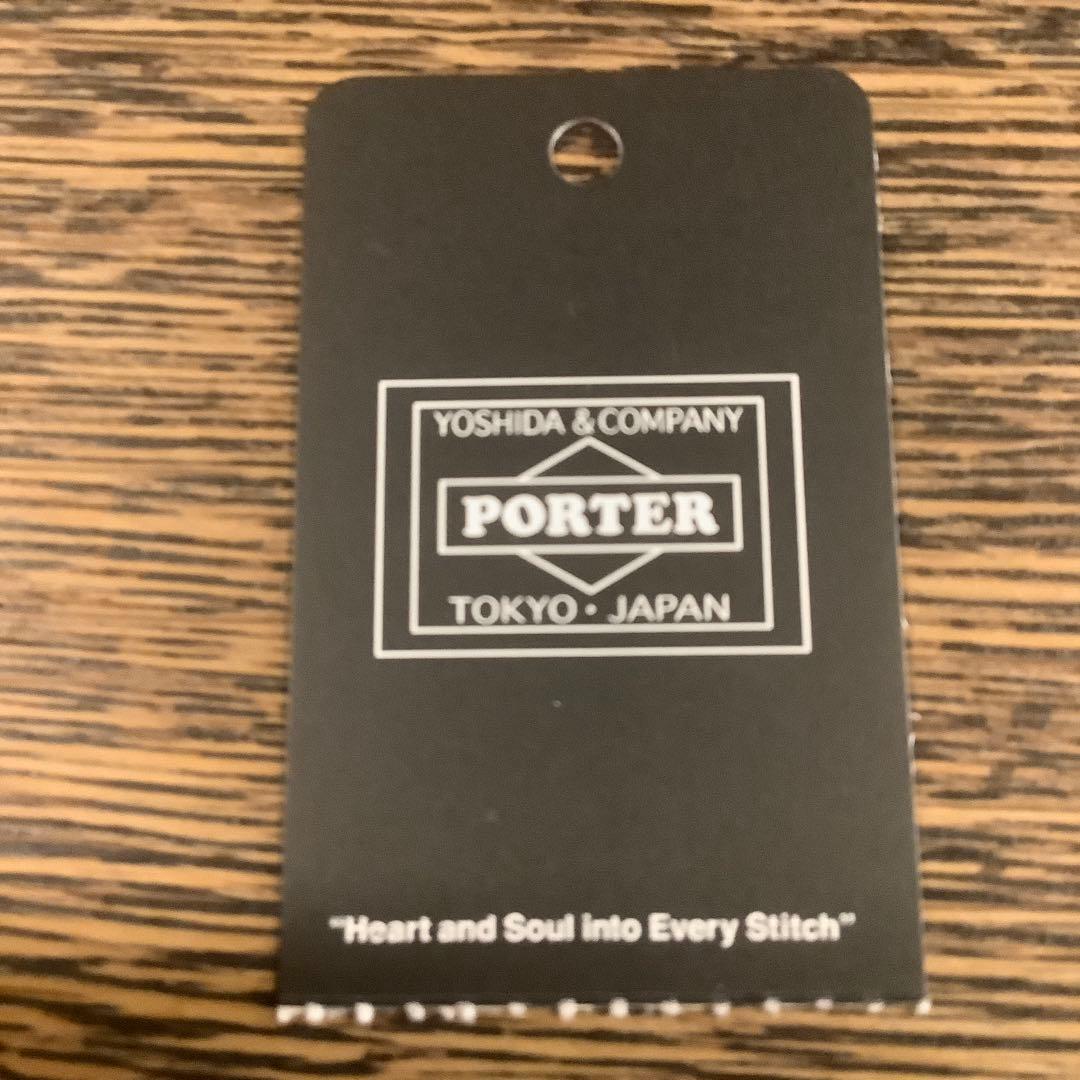 YOSHIDA & COMPANY
PORTER
TOKYO・JAPAN
"Heart and Soul into Every Stitch"